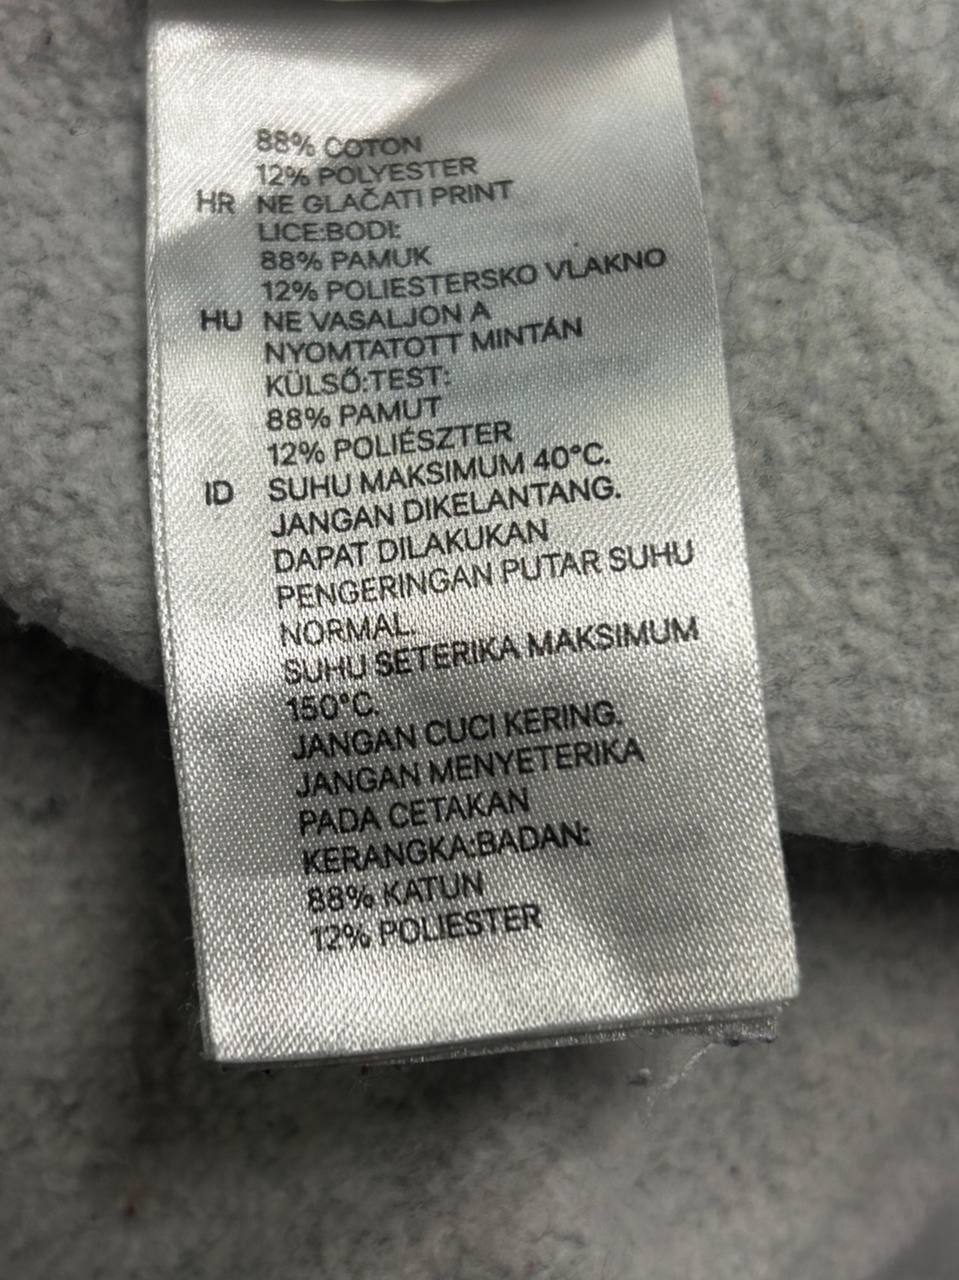 88% COTON
12% POLYESTER
HR NE GLAČATI PRINT
LICE:BODI:
88% PAMUK
12% POLIESTERSKO VLAKNO
HU NE VASALJON A
NYOMTATOTT MINTÁN
KÜLSŐ:TEST:
88% PAMUT
12% POLIÉSZTER
ID SUHU MAKSIMUM 40°C.
JANGAN DIKELANTANG.
DAPAT DILAKUKAN
PENGERINGAN PUTAR SUHU
NORMAL.
SUHU SETERIKA MAKSIMUM
150°C.
JANGAN CUCI KERING.
JANGAN MENYETERIKA
PADA CETAKAN
KERANGKA:BADAN:
88% KATUN
12% POLIESTER